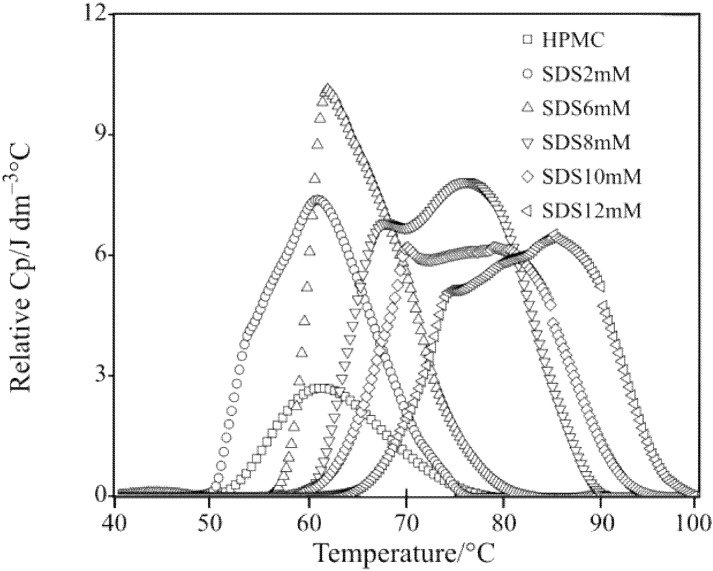 12
9
6
3
0
Relative Cp/J dm⁻³°C
HPMC
SDS2mM
SDS6mM
SDS8mM
SDS10mM
SDS12mM
40 50 60 70 80 90 100
Temperature/°C